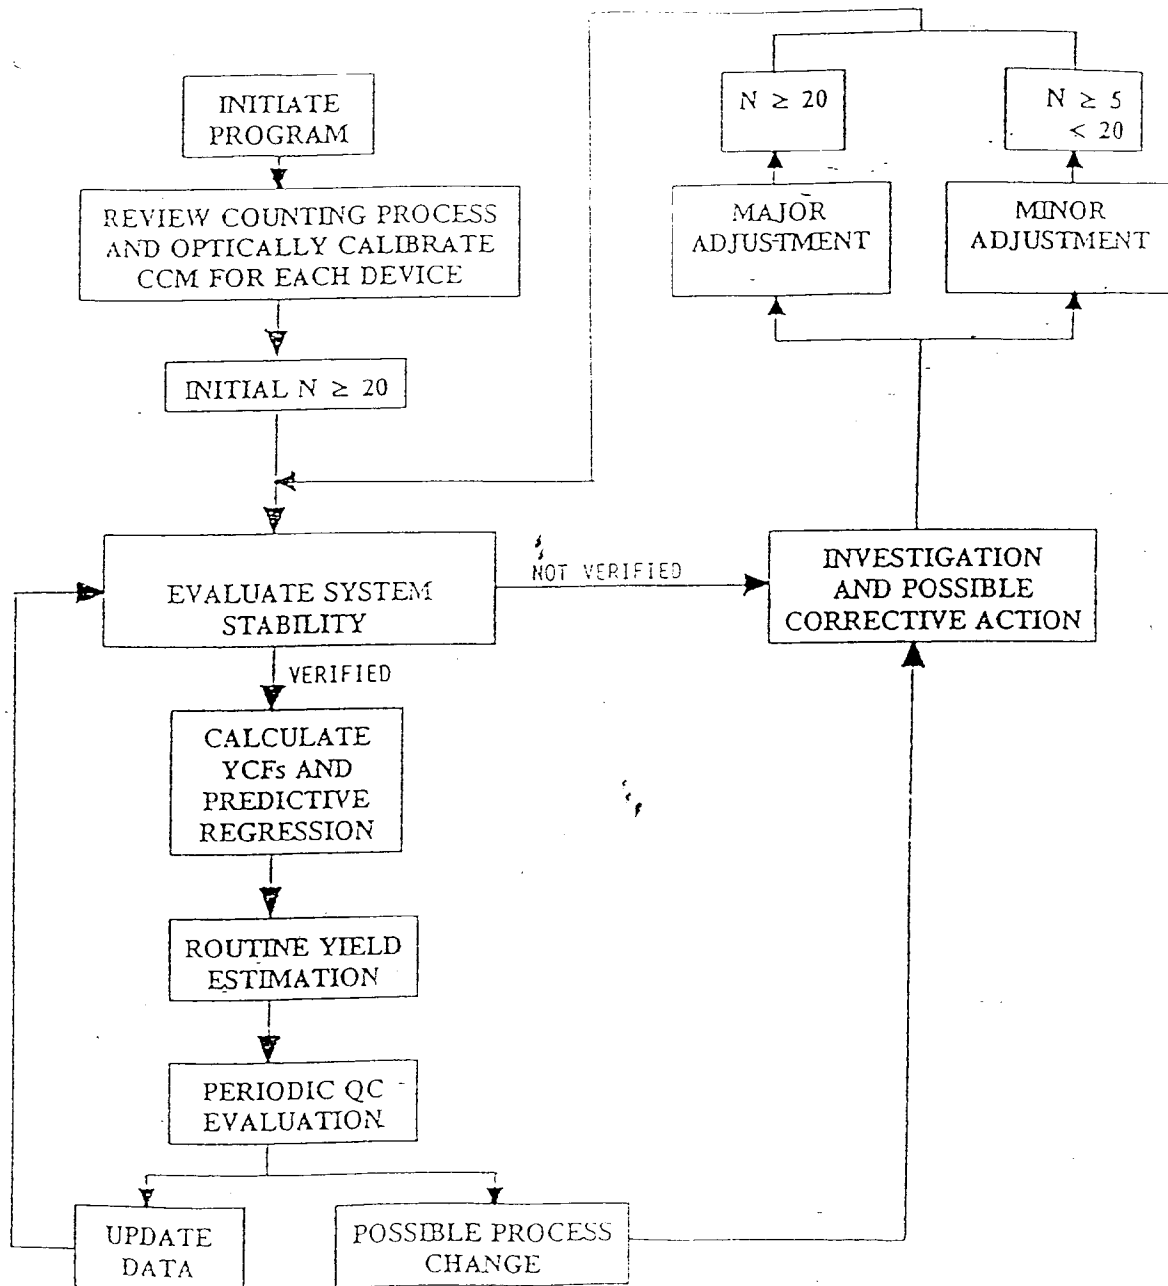 INITIATE
PROGRAM
REVIEW COUNTING PROCESS
AND OPTICALLY CALIBRATE
CCM FOR EACH DEVICE
INITIAL N ≥ 20
EVALUATE SYSTEM
STABILITY
NOT VERIFIED
VERIFIED
CALCULATE
YCFs AND
PREDICTIVE
REGRESSION
ROUTINE YIELD
ESTIMATION
PERIODIC QC
EVALUATION
UPDATE
DATA
POSSIBLE PROCESS
CHANGE
INVESTIGATION
AND POSSIBLE
CORRECTIVE ACTION
MAJOR
ADJUSTMENT
MINOR
ADJUSTMENT
N ≥ 20
N ≥ 5
< 20